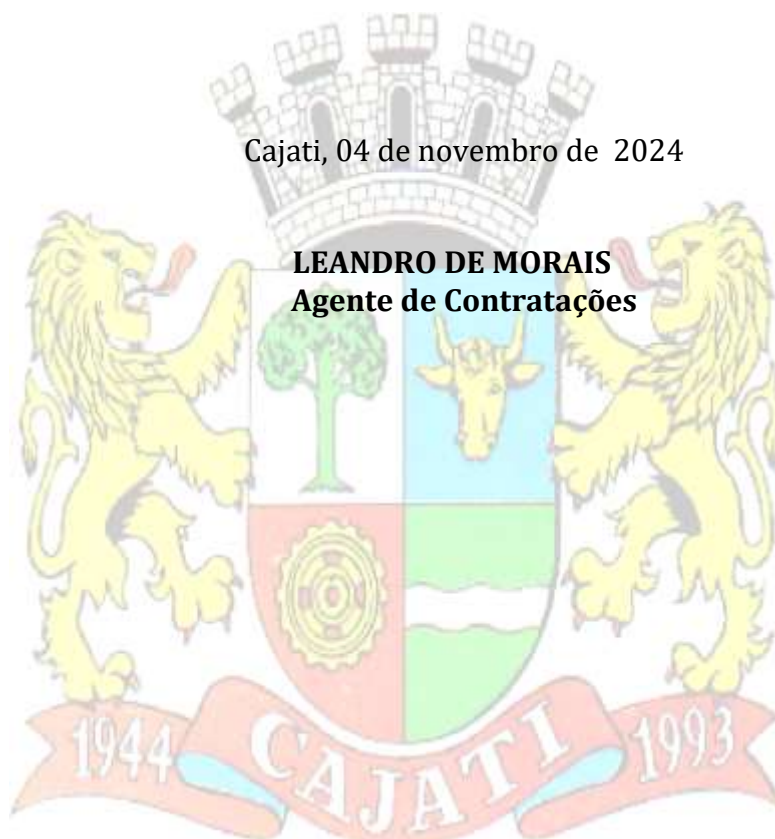 Cajati, 04 de novembro de  2024
LEANDRO DE MORAIS
Agente de Contratações
1944 CAJATI 1993